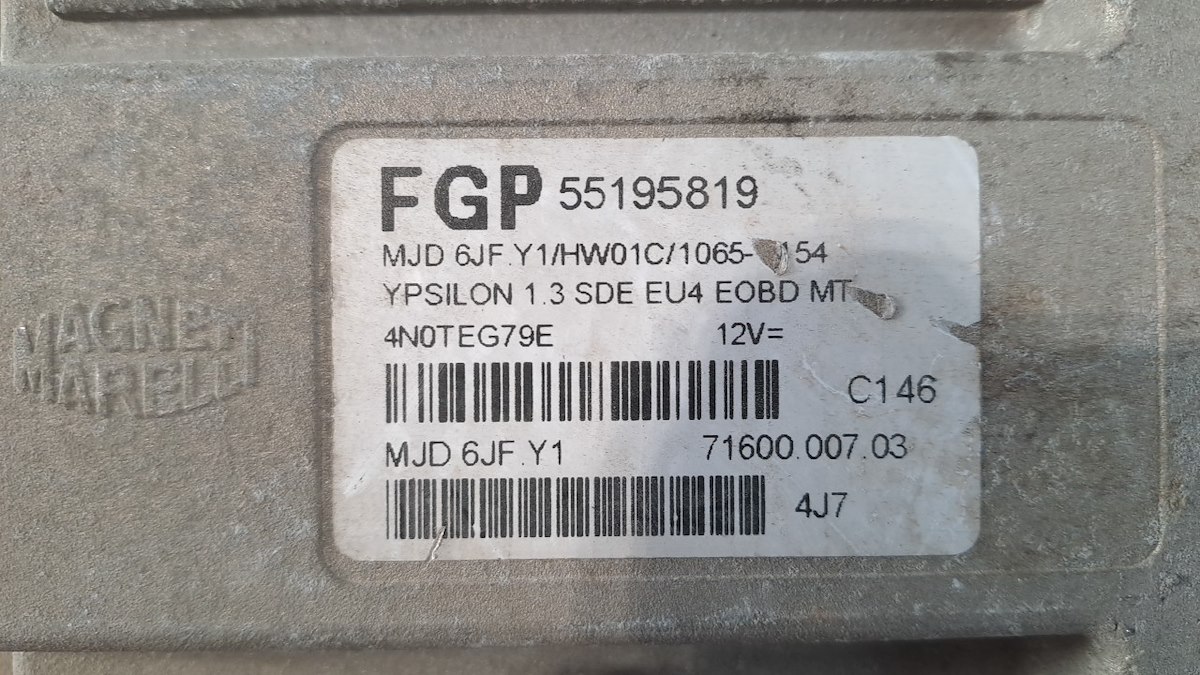 MAGNETI
MARELLI
FGP 55195819
MJD 6JF.Y1/HW01C/1065- 154
YPSILON 1.3 SDE EU4 EOBD MT
4N0TEG79E 12V=
C146
MJD 6JF.Y1 71600.007.03
4J7